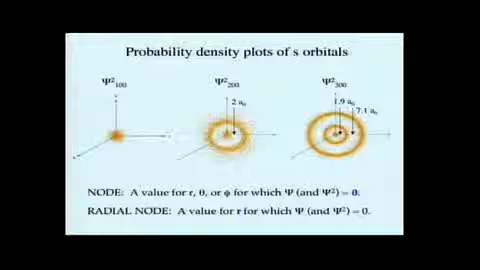 Probability density plots of s orbitals
Ψ²₁₀₀ Ψ²₂₀₀ Ψ²₃₀₀
2 a₀ 1.9 a₀
7.1 a₀
NODE: A value for r, θ, or ϕ for which Ψ (and Ψ²) = 0.
RADIAL NODE: A value for r for which Ψ (and Ψ²) = 0.